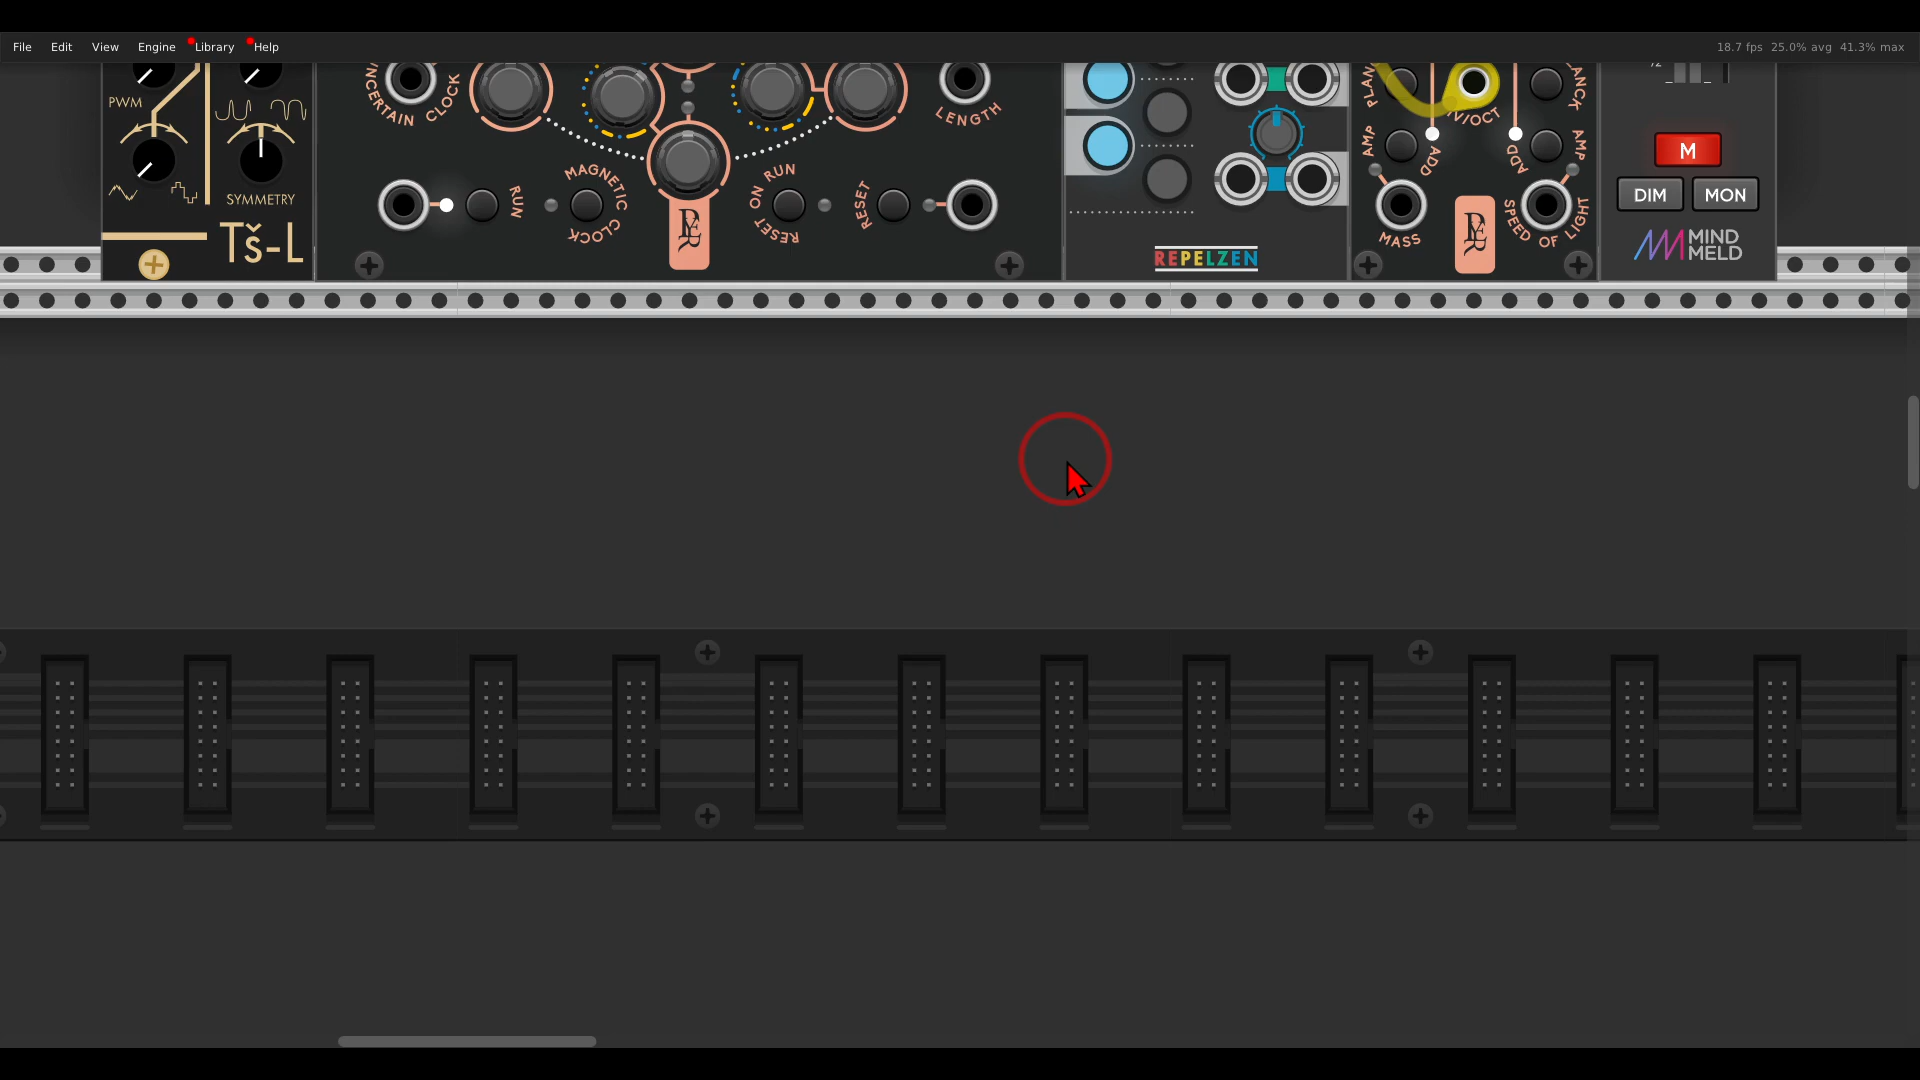 File Edit View Engine Library Help
18.7 fps 25.0% avg 41.3% max
PWM
SYMMETRY
Tš-L
CLOCK
LENGTH
RUN
MAGNETIC
CLOCK
RESET ON RUN
RESET
REPELZEN
V/OCT
AMP
ADD
ADD
AMP
MASS
SPEED OF LIGHT
M
DIM
MON
MIND
MELD